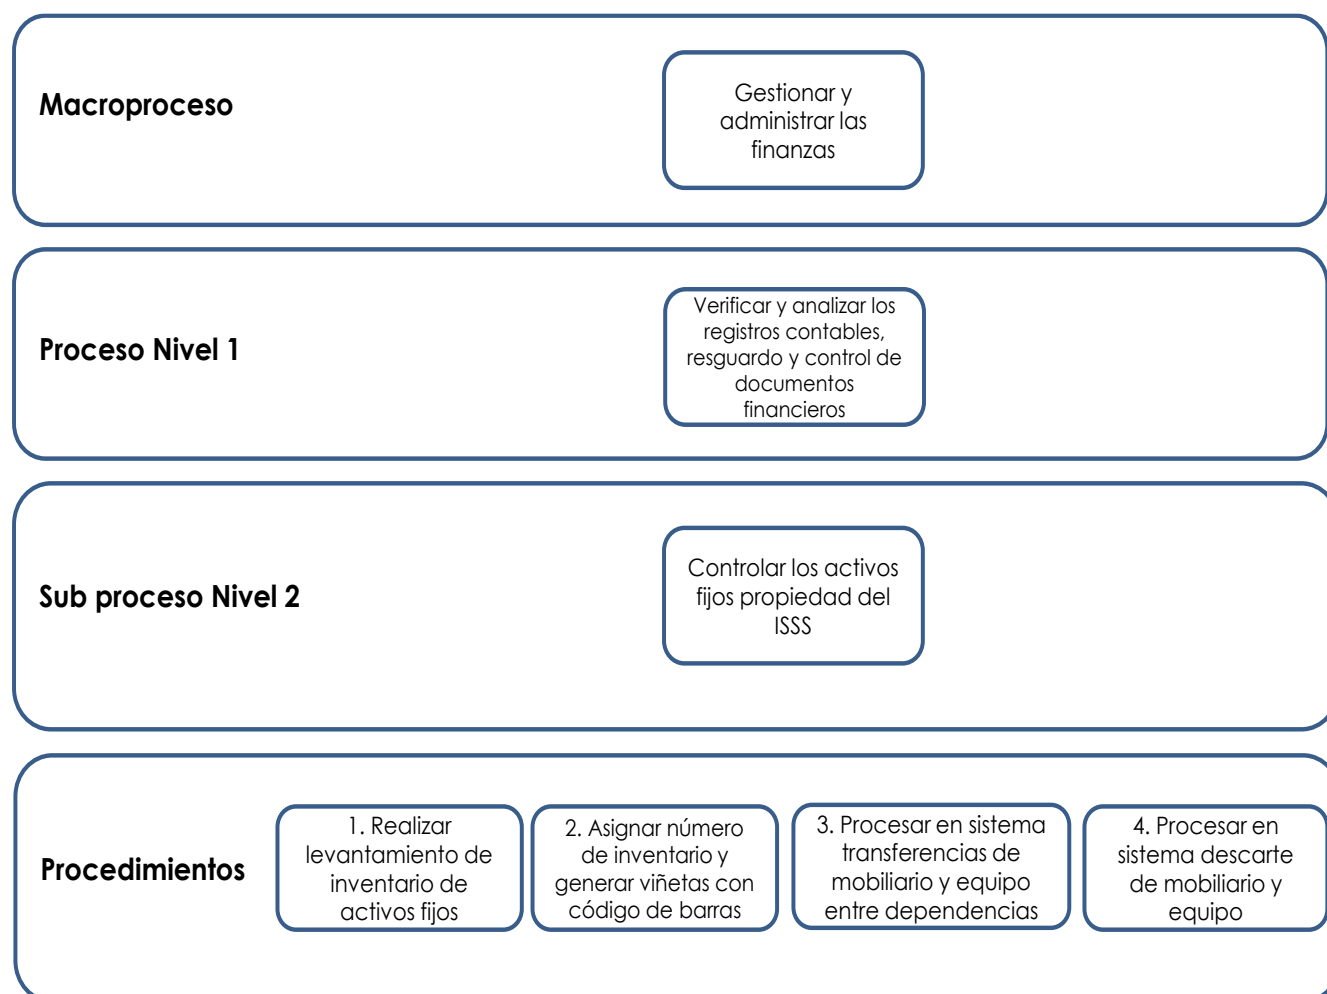 Macroproceso
Gestionar y
administrar las
finanzas
Proceso Nivel 1
Verificar y analizar los
registros contables,
resguardo y control de
documentos
financieros
Sub proceso Nivel 2
Controlar los activos
fijos propiedad del
ISSS
Procedimientos
1. Realizar
levantamiento de
inventario de
activos fijos
2. Asignar número
de inventario y
generar viñetas con
código de barras
3. Procesar en sistema
transferencias de
mobiliario y equipo
entre dependencias
4. Procesar en
sistema descarte
de mobiliario y
equipo